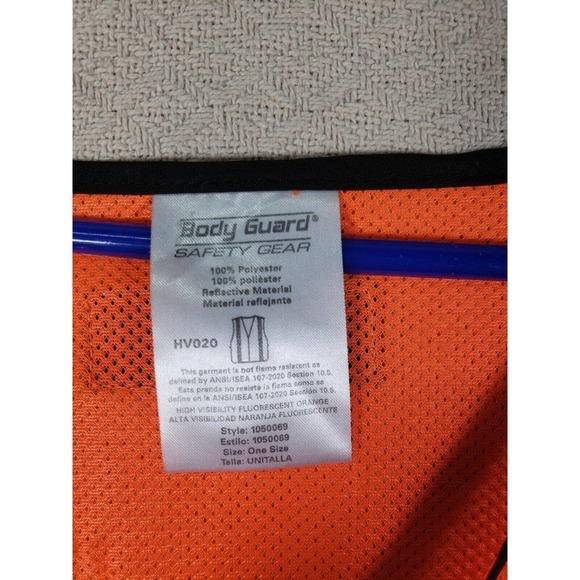 Body Guard®
SAFETY GEAR
100% Polyester
100% poliéster
Reflective Material
Material reflejante
HV020
This garment is not flame resistant as
defined by ANSI/ISEA 107-2020 Section 10.5.
Esta prenda no resiste la flama como se
define en la ANSI/ISEA 107-2020 Section 10.5.
HIGH VISIBILITY FLUORESCENT ORANGE
ALTA VISIBILIDAD NARANJA FLUORESCENTE
Style: 1050069
Estilo: 1050069
Size: One Size
Talla: UNITALLA